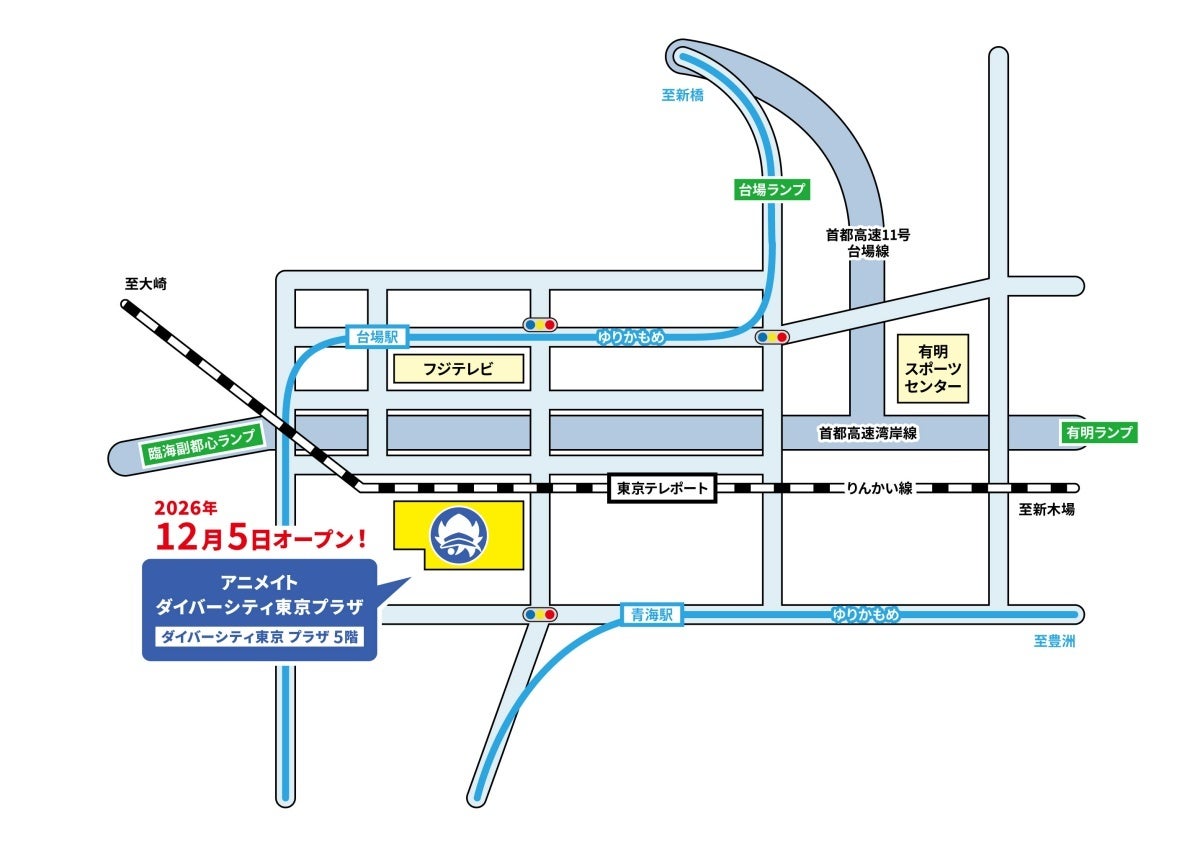 至新橋
台場ランプ
首都高速11号
台場線
至大崎
台場駅
ゆりかもめ
フジテレビ
有明
スポーツ
センター
臨海副都心ランプ
首都高速湾岸線
有明ランプ
東京テレポート
りんかい線
至新木場
2026年
12月5日オープン!
アニメイト
ダイバーシティ東京プラザ
ダイバーシティ東京 プラザ 5階
青海駅
ゆりかもめ
至豊洲